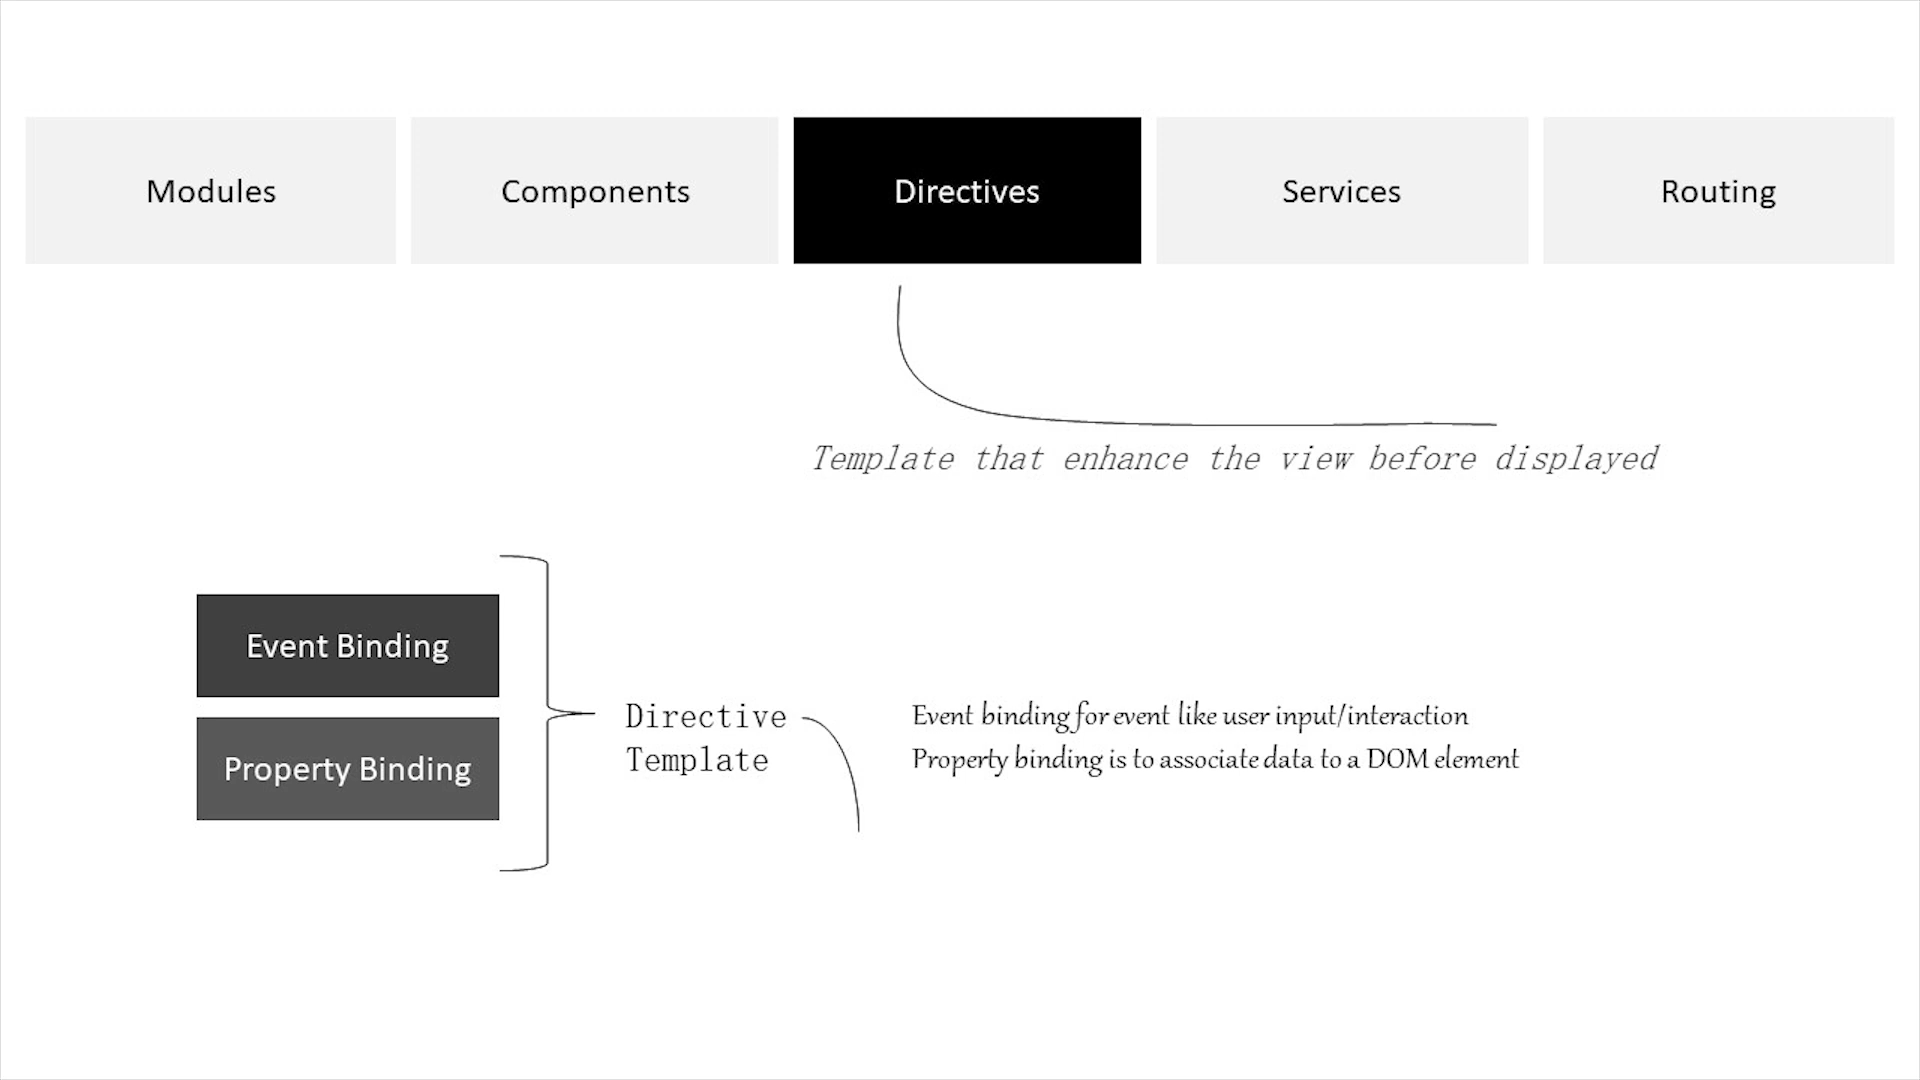 Modules
Components
Directives
Services
Routing
Template that enhance the view before displayed
Event Binding
Property Binding
Directive
Template
Event binding for event like user input/interaction
Property binding is to associate data to a DOM element